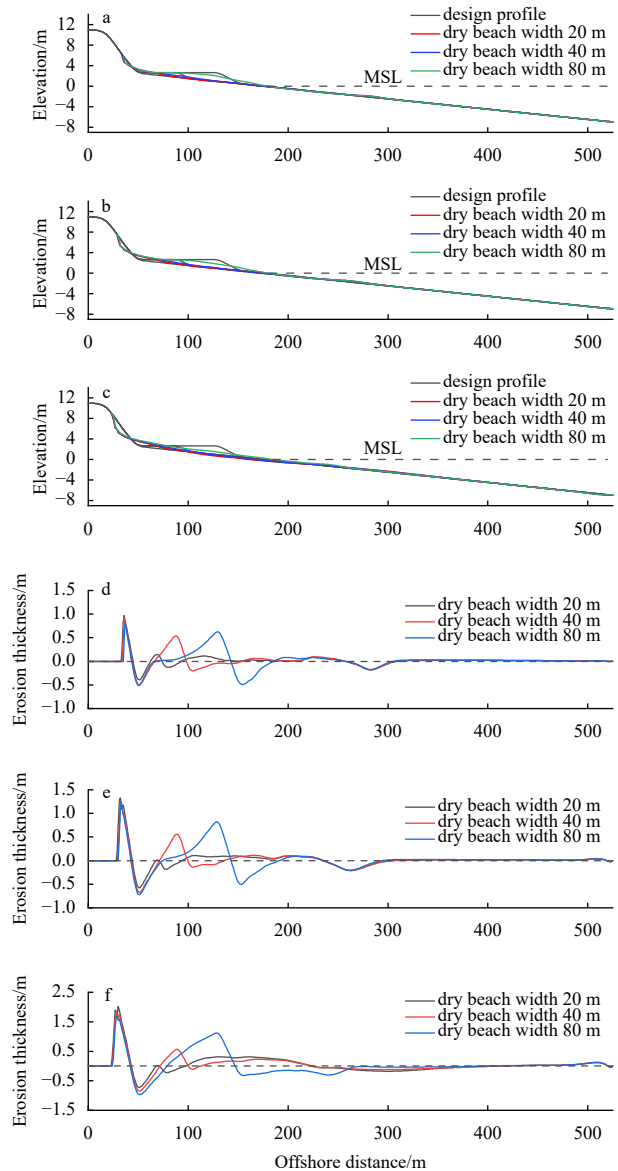 a
design profile
dry beach width 20 m
dry beach width 40 m
dry beach width 80 m
MSL
Elevation/m
12
8
4
0
−4
−8
0 100 200 300 400 500
b
design profile
dry beach width 20 m
dry beach width 40 m
dry beach width 80 m
MSL
Elevation/m
12
8
4
0
−4
−8
0 100 200 300 400 500
c
design profile
dry beach width 20 m
dry beach width 40 m
dry beach width 80 m
MSL
Elevation/m
12
8
4
0
−4
−8
0 100 200 300 400 500
d
dry beach width 20 m
dry beach width 40 m
dry beach width 80 m
Erosion thickness/m
1.5
1.0
0.5
0.0
−0.5
−1.0
0 100 200 300 400 500
e
dry beach width 20 m
dry beach width 40 m
dry beach width 80 m
Erosion thickness/m
1.5
1.0
0.5
0.0
−0.5
−1.0
0 100 200 300 400 500
f
dry beach width 20 m
dry beach width 40 m
dry beach width 80 m
Erosion thickness/m
2.5
1.5
0.5
−0.5
−1.5
0 100 200 300 400 500
Offshore distance/m